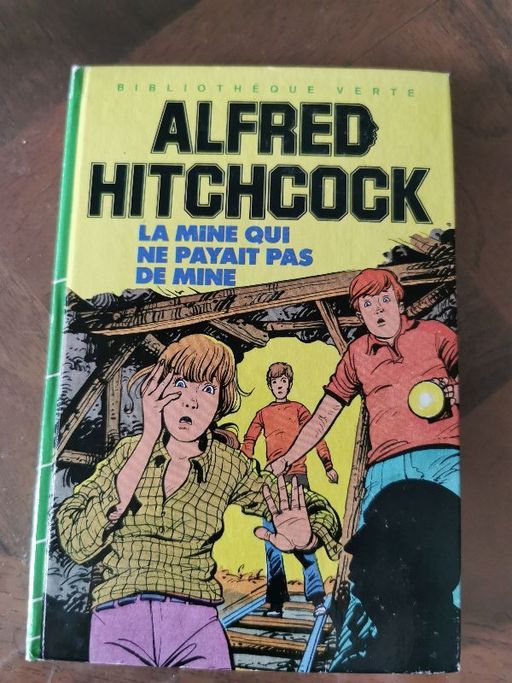 BIBLIOTHÈQUE VERTE
ALFRED
HITCHCOCK
LA MINE QUI
NE PAYAIT PAS
DE MINE